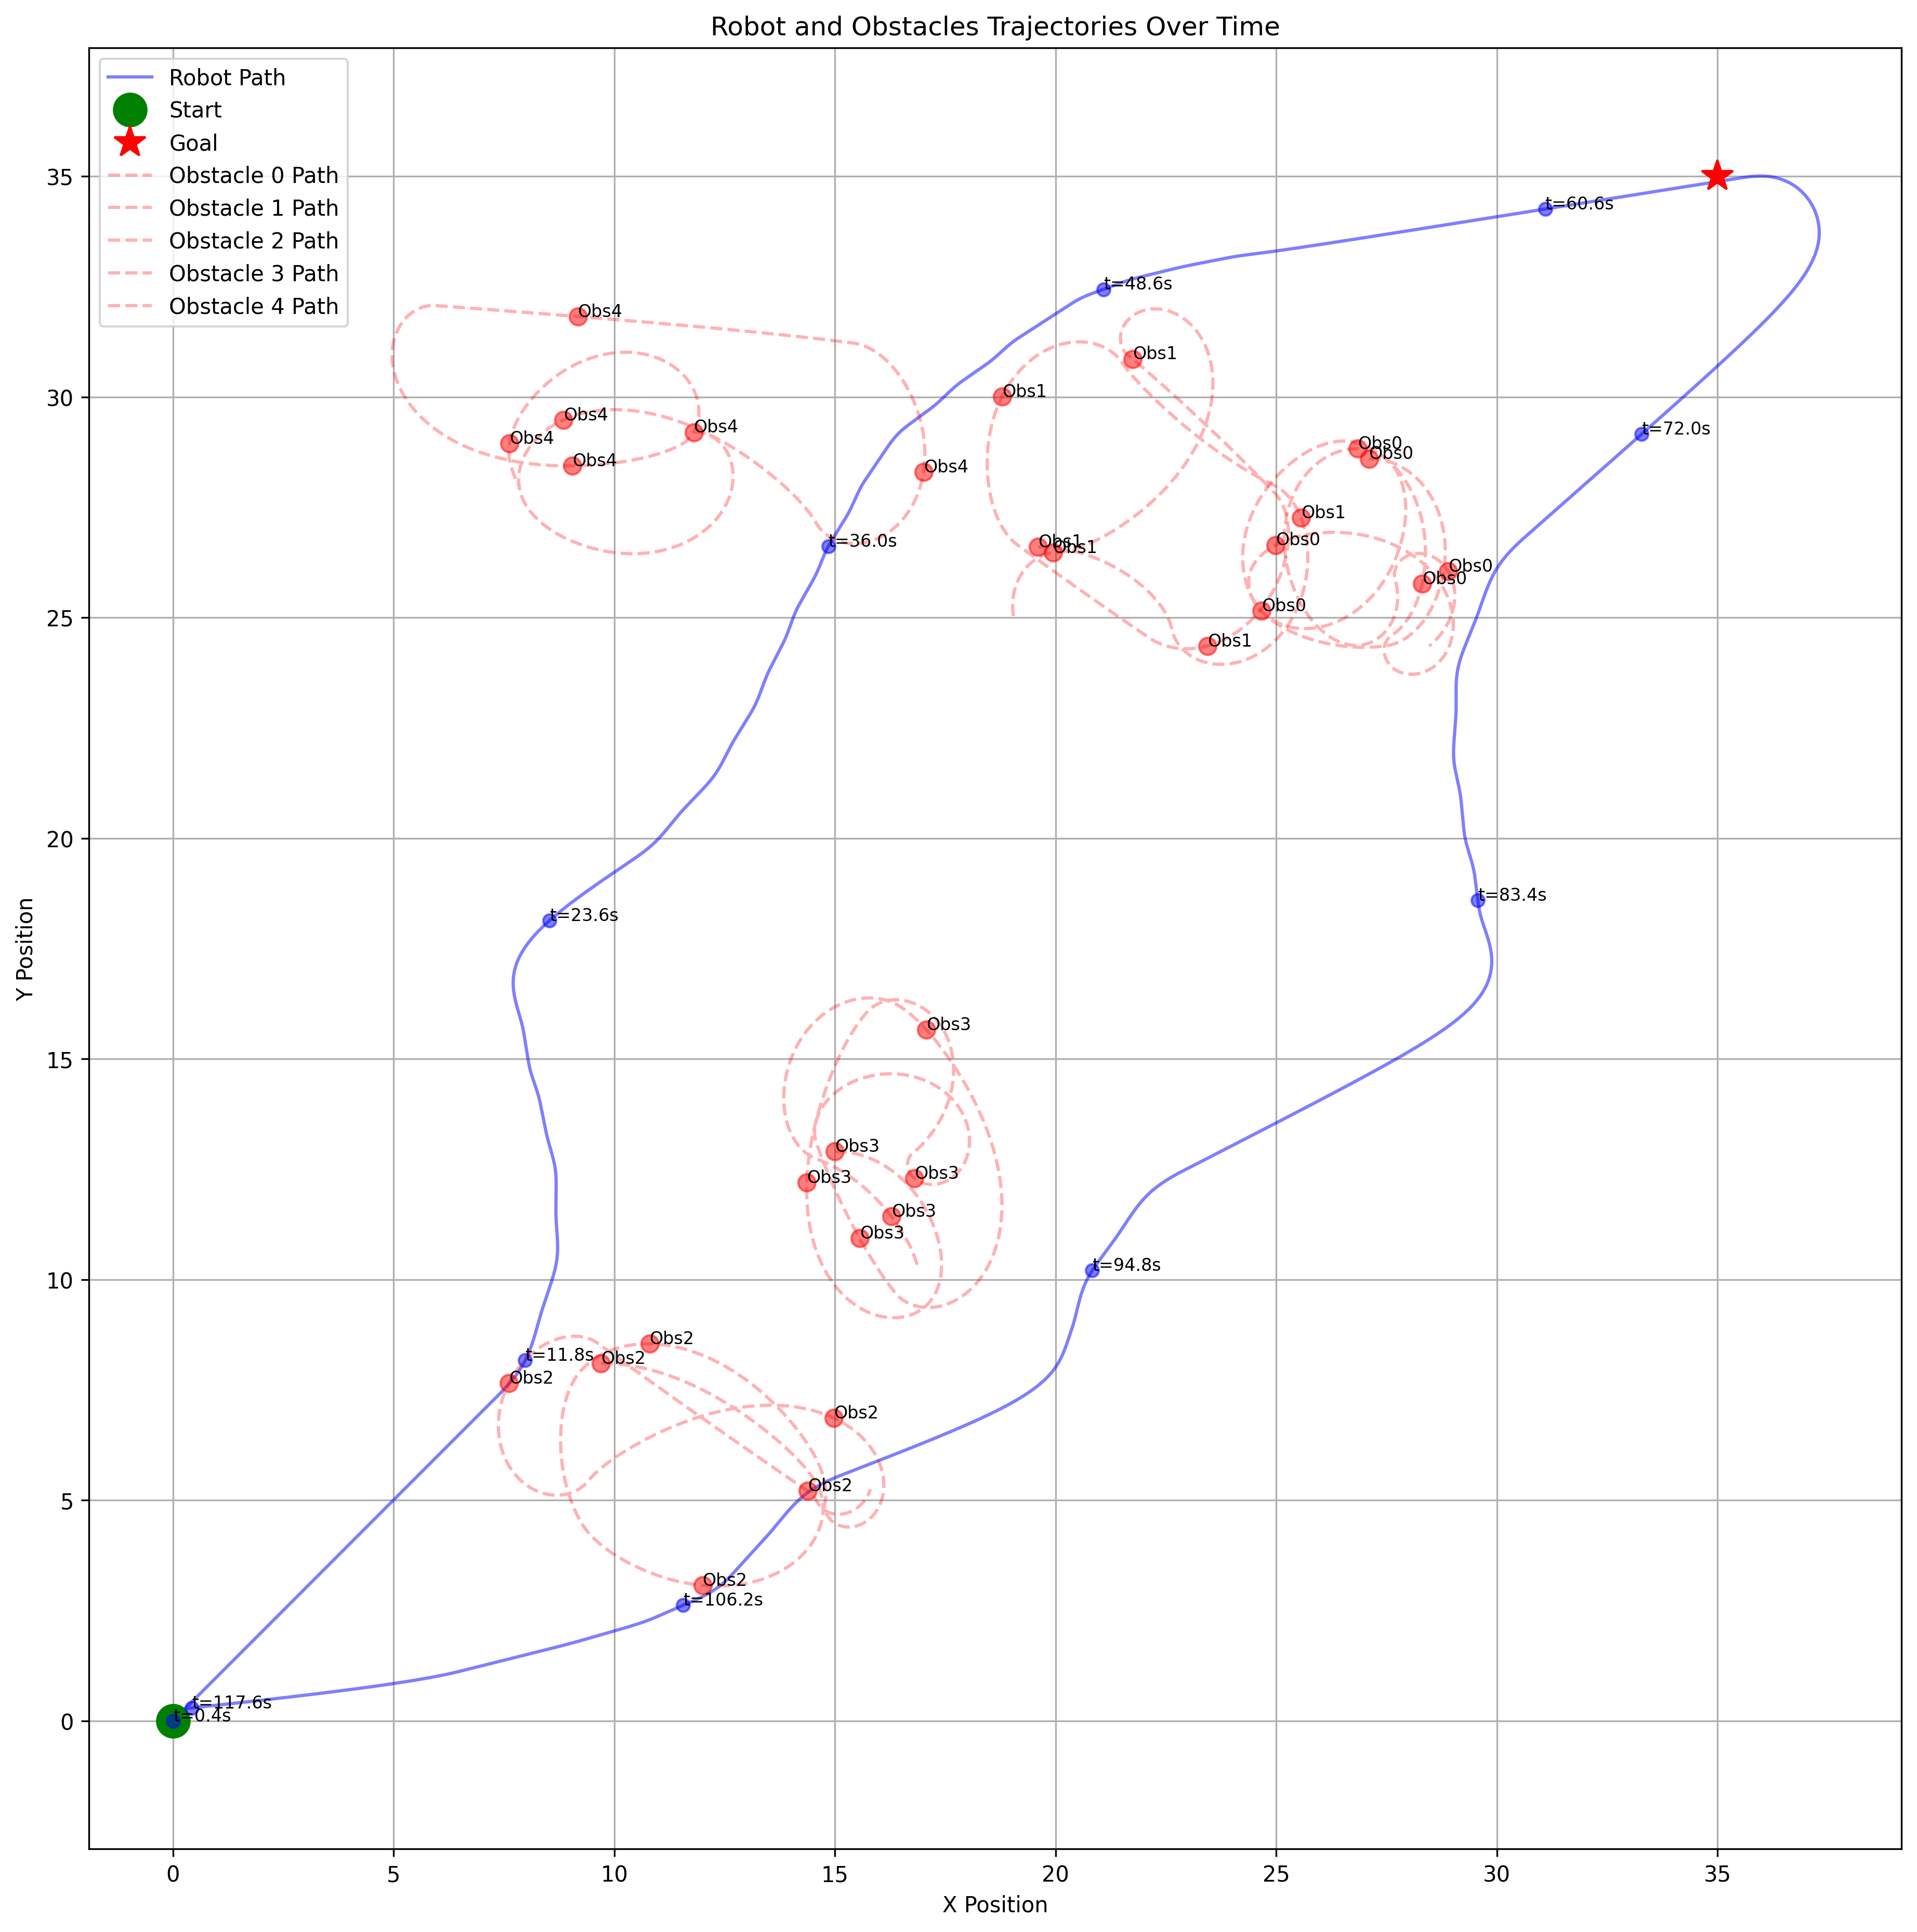 Robot and Obstacles Trajectories Over Time
Robot Path
Start
Goal
Obstacle 0 Path
Obstacle 1 Path
Obstacle 2 Path
Obstacle 3 Path
Obstacle 4 Path
35
30
25
20
15
10
5
0
Y Position
t=60.6s
Obs4
t=48.6s
Obs1
Obs1
t=72.0s
Obs4
Obs4
Obs0
Obs4
Obs0
Obs4
Obs4
Obs1
t=36.0s
Obs1
Obs1
Obs0
Obs0
Obs0
Obs0
Obs1
t=23.6s
t=83.4s
Obs3
Obs3
Obs3
Obs3
Obs3
Obs3
t=94.8s
Obs2
t=11.8s
Obs2
Obs2
Obs2
Obs2
Obs2
t=106.2s
t=117.6s
t=0.4s
0
5
10
15
20
25
30
35
X Position